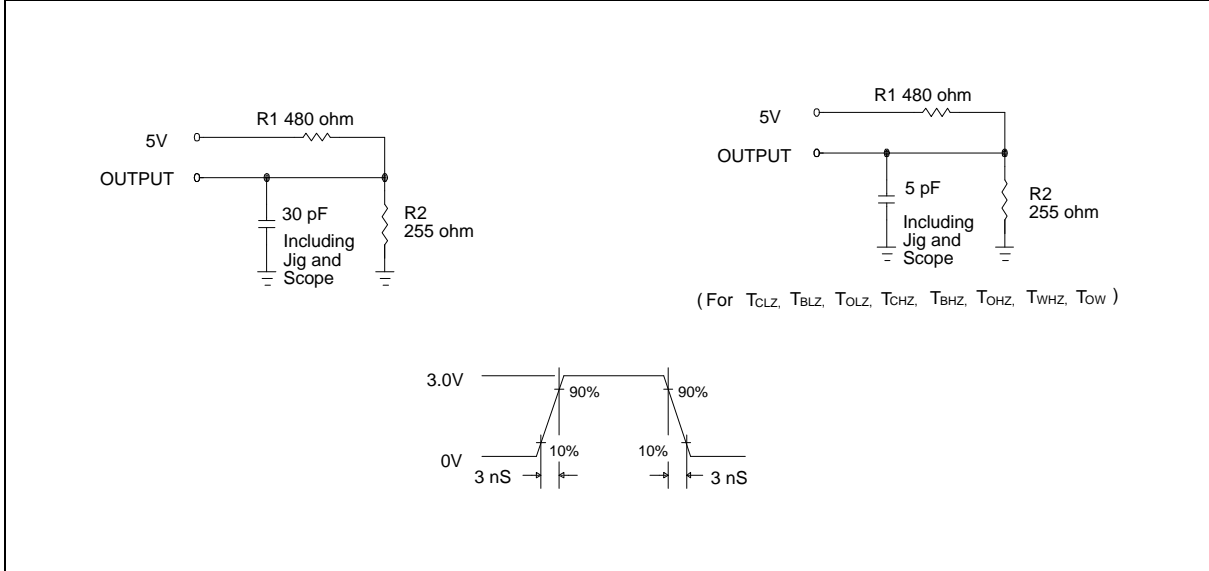 R1 480 ohm
5V
OUTPUT
30 pF
Including
Jig and
Scope
R2
255 ohm
R1 480 ohm
5V
OUTPUT
5 pF
Including
Jig and
Scope
R2
255 ohm
(For TCLZ, TBLZ, TOLZ, TCHZ, TBHZ, TOHZ, TWHZ, TOW )
3.0V
90%
90%
0V
10%
10%
3 nS
3 nS